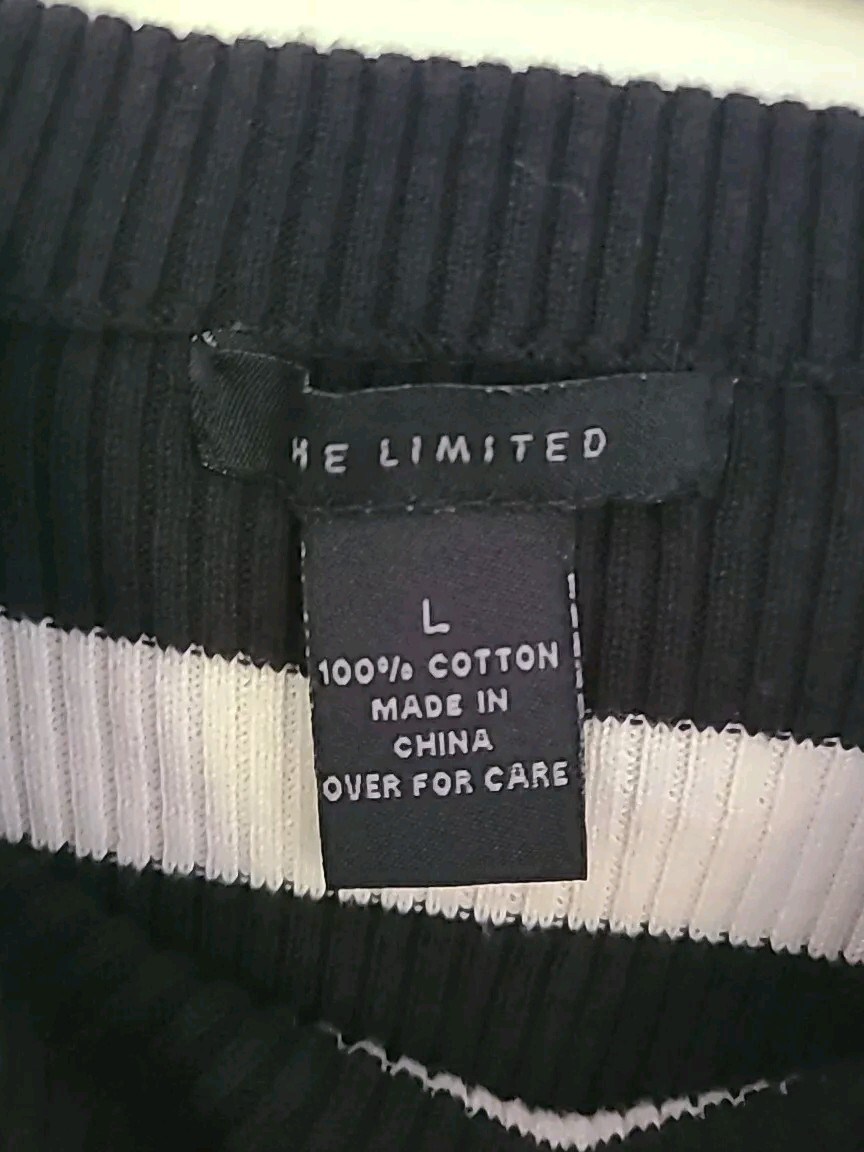 HE LIMITED
L
100% COTTON
MADE IN
CHINA
OVER FOR CARE